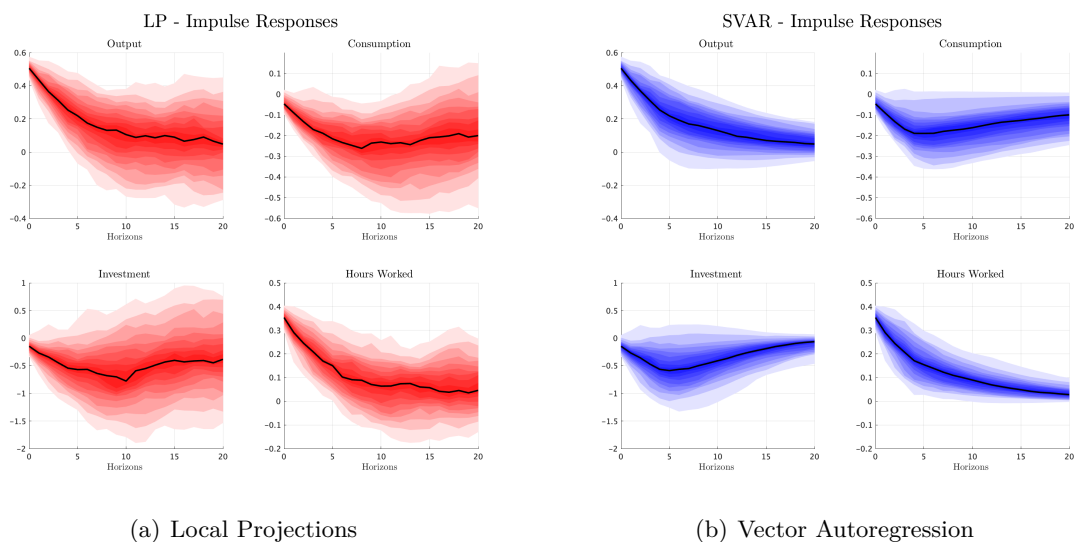 LP - Impulse Responses
Output
0.6
0.4
0.2
0
−0.2
−0.4
0 5 10 15 20
Horizons
Consumption
0.1
0
−0.1
−0.2
−0.3
−0.4
−0.5
−0.6
0 5 10 15 20
Horizons
Investment
1
0.5
0
−0.5
−1
−1.5
−2
0 5 10 15 20
Horizons
Hours Worked
0.5
0.4
0.3
0.2
0.1
0
−0.1
−0.2
0 5 10 15 20
Horizons
(a) Local Projections
SVAR - Impulse Responses
Output
0.6
0.4
0.2
0
−0.2
−0.4
0 5 10 15 20
Horizons
Consumption
0.1
0
−0.1
−0.2
−0.3
−0.4
−0.5
−0.6
0 5 10 15 20
Horizons
Investment
1
0.5
0
−0.5
−1
−1.5
−2
0 5 10 15 20
Horizons
Hours Worked
0.5
0.4
0.3
0.2
0.1
0
−0.1
−0.2
0 5 10 15 20
Horizons
(b) Vector Autoregression